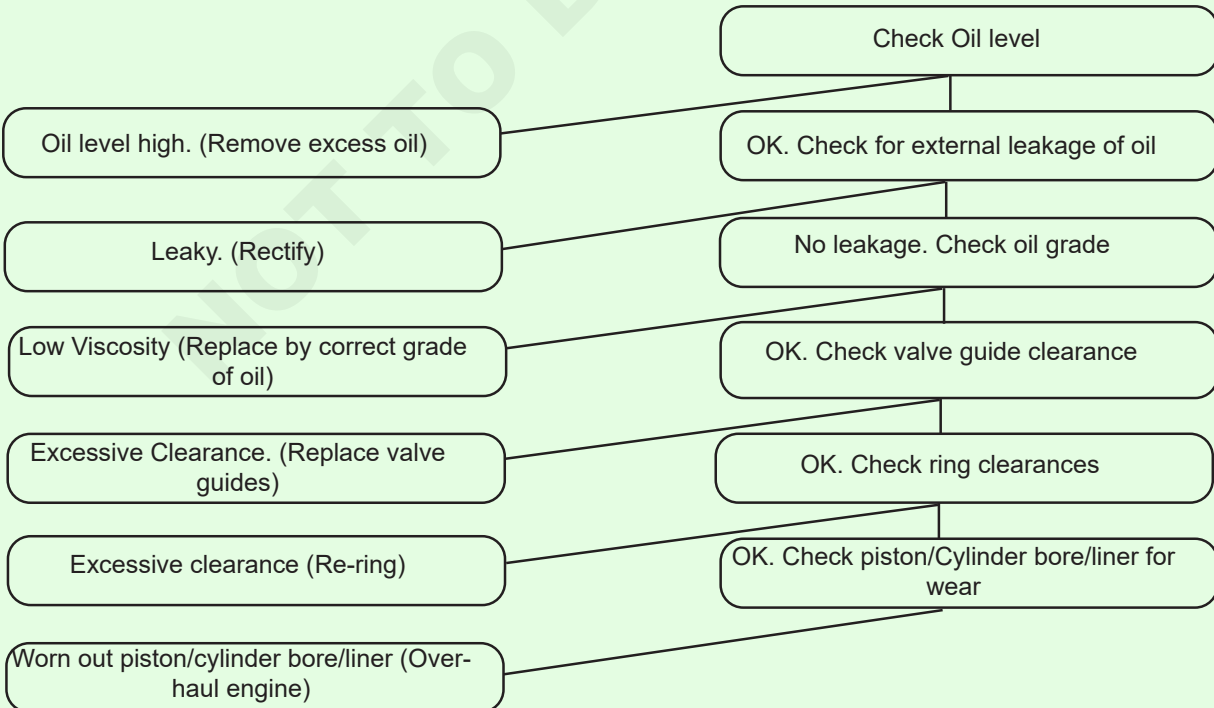 Check Oil level
Oil level high. (Remove excess oil)
OK. Check for external leakage of oil
Leaky. (Rectify)
No leakage. Check oil grade
Low Viscosity (Replace by correct grade
of oil)
OK. Check valve guide clearance
Excessive Clearance. (Replace valve
guides)
OK. Check ring clearances
Excessive clearance (Re-ring)
OK. Check piston/Cylinder bore/liner for
wear
Worn out piston/cylinder bore/liner (Over-
haul engine)
NOT TO